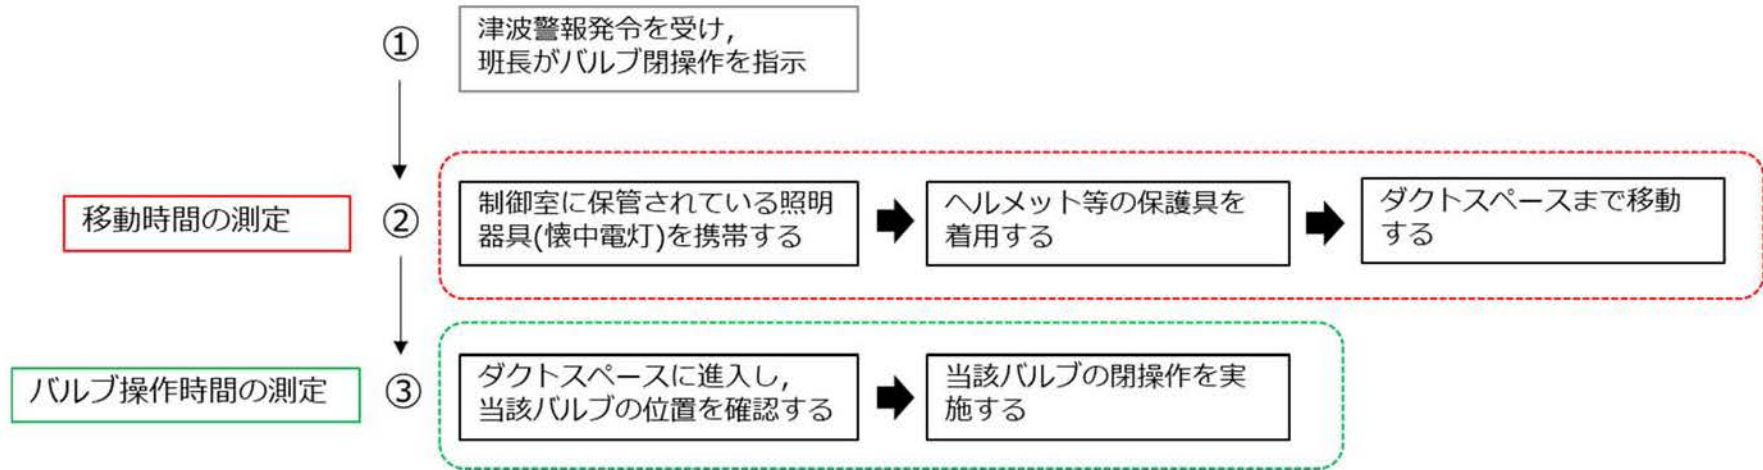 ①
津波警報発令を受け,
班長がバルブ閉操作を指示
移動時間の測定
②
制御室に保管されている照明
器具(懐中電灯)を携帯する
ヘルメット等の保護具を
着用する
ダクトスペースまで移動
する
バルブ操作時間の測定
③
ダクトスペースに進入し,
当該バルブの位置を確認する
当該バルブの閉操作を実
施する